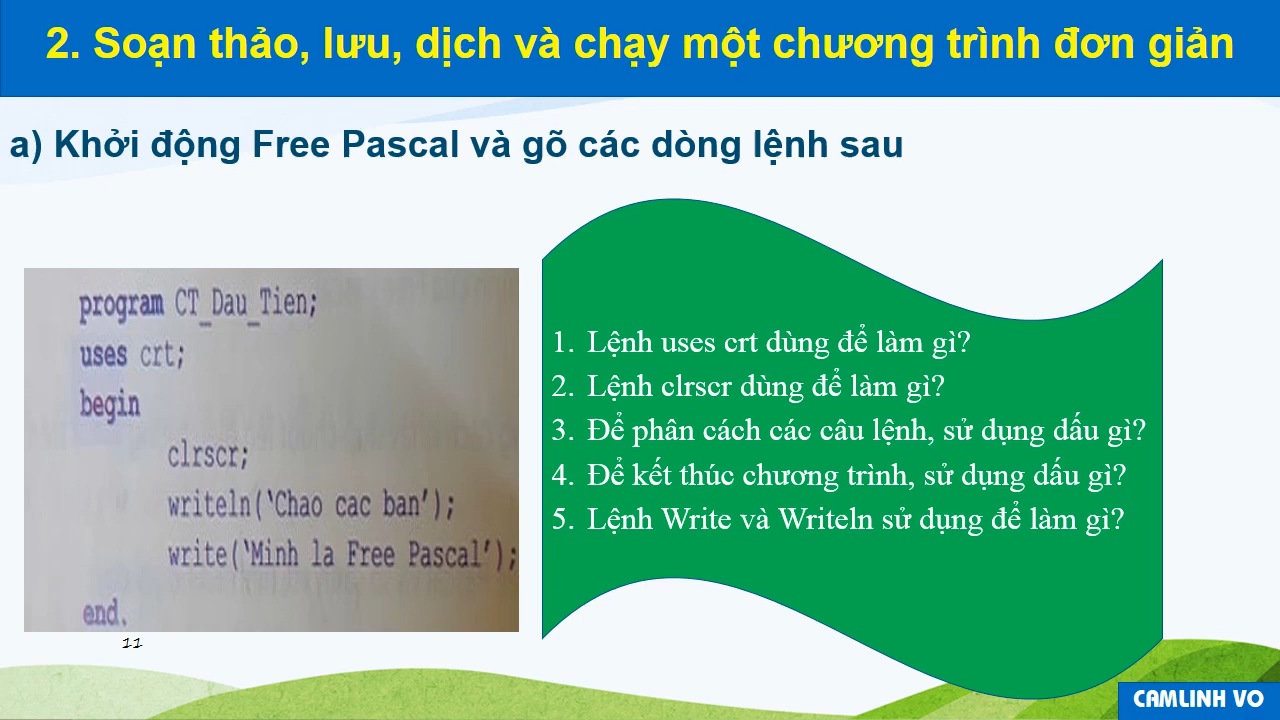 2. Soạn thảo, lưu, dịch và chạy một chương trình đơn giản
a) Khởi động Free Pascal và gõ các dòng lệnh sau
program CT_Dau_Tien;
uses crt;
begin
clrscr;
writeln(‘Chao cac ban’);
write(‘Minh la Free Pascal’);
end.
11
1. Lệnh uses crt dùng để làm gì?
2. Lệnh clrscr dùng để làm gì?
3. Để phân cách các câu lệnh, sử dụng dấu gì?
4. Để kết thúc chương trình, sử dụng dấu gì?
5. Lệnh Write và Writeln sử dụng để làm gì?
CAMLINH VO